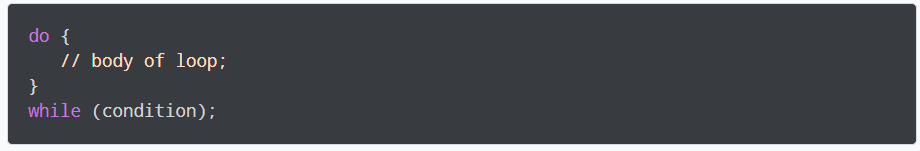 do {
   // body of loop;
}
while (condition);